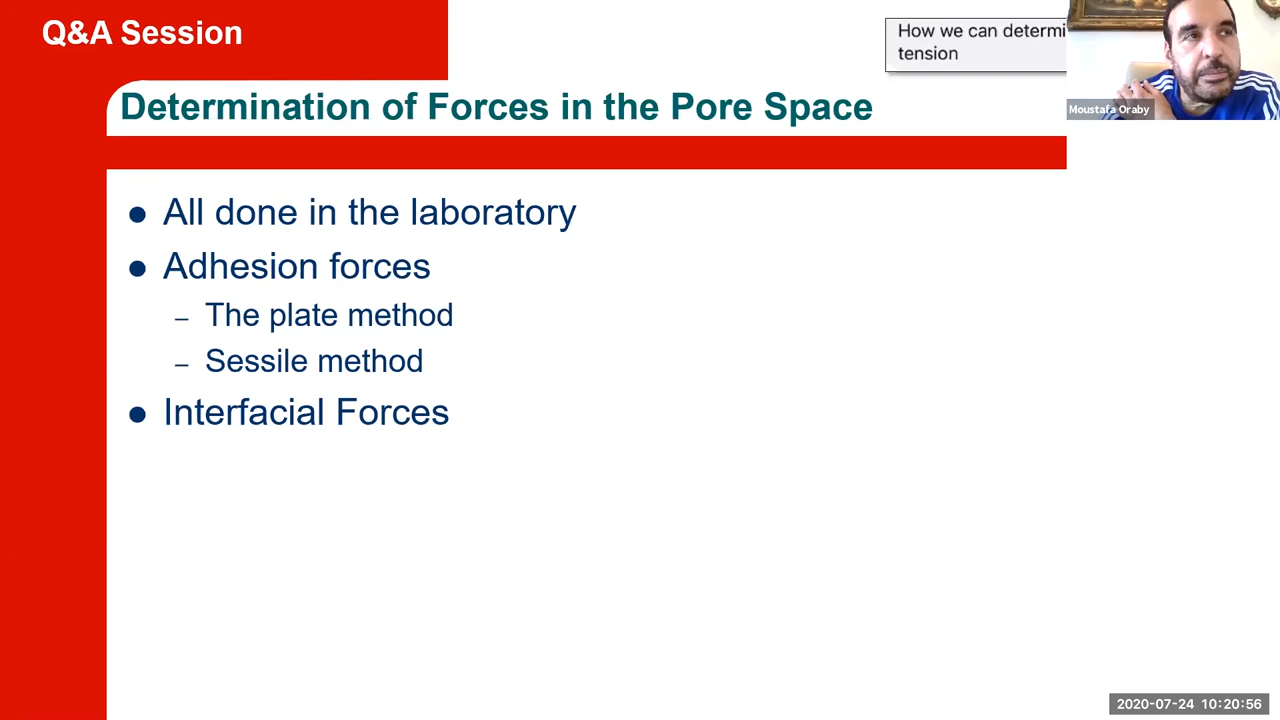 Q&A Session
How we can determi
tension
Moustafa Oraby
Determination of Forces in the Pore Space
● All done in the laboratory
● Adhesion forces
– The plate method
– Sessile method
● Interfacial Forces
2020-07-24 10:20:56